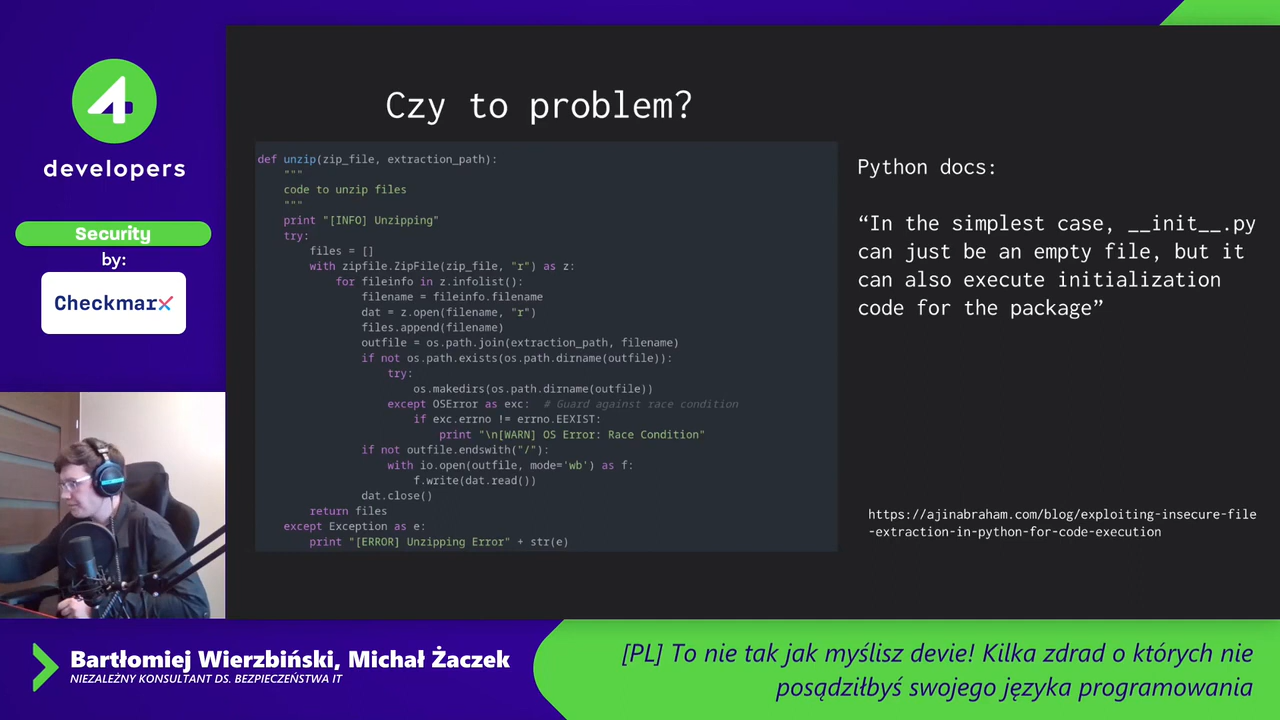 4
developers
Security
by:
Checkmarx
Czy to problem?
def unzip(zip_file, extraction_path):
"""
code to unzip files
"""
print "[INFO] Unzipping"
try:
files = []
with zipfile.ZipFile(zip_file, "r") as z:
for fileinfo in z.infolist():
filename = fileinfo.filename
dat = z.open(filename, "r")
files.append(filename)
outfile = os.path.join(extraction_path, filename)
if not os.path.exists(os.path.dirname(outfile)):
try:
os.makedirs(os.path.dirname(outfile))
except OSError as exc:  # Guard against race condition
if exc.errno != errno.EEXIST:
print "\n[WARN] OS Error: Race Condition"
if not outfile.endswith("/"):
with io.open(outfile, mode='wb') as f:
f.write(dat.read())
dat.close()
return files
except Exception as e:
print "[ERROR] Unzipping Error" + str(e)
Python docs:
“In the simplest case, __init__.py
can just be an empty file, but it
can also execute initialization
code for the package”
https://ajinabraham.com/blog/exploiting-insecure-file
-extraction-in-python-for-code-execution
Bartłomiej Wierzbiński, Michał Żaczek
NIEZALEŻNY KONSULTANT DS. BEZPIECZEŃSTWA IT
[PL] To nie tak jak myślisz devie! Kilka zdrad o których nie
posądziłbyś swojego języka programowania